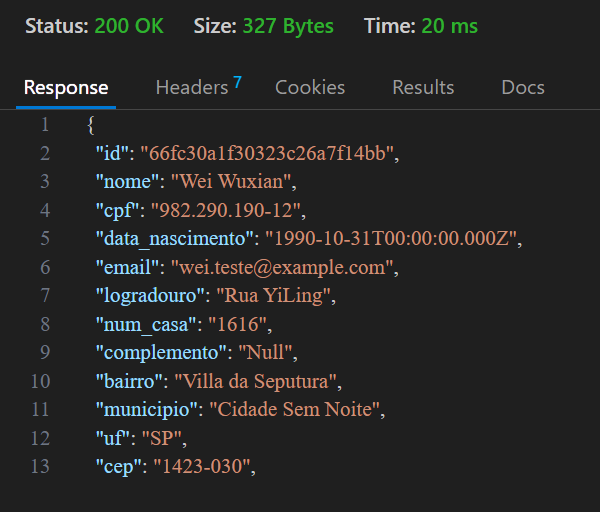 Status: 200 OK Size: 327 Bytes Time: 20 ms
Response Headers 7 Cookies Results Docs
1 {
2 "id": "66fc30a1f30323c26a7f14bb",
3 "nome": "Wei Wuxian",
4 "cpf": "982.290.190-12",
5 "data_nascimento": "1990-10-31T00:00:00.000Z",
6 "email": "wei.teste@example.com",
7 "logradouro": "Rua YiLing",
8 "num_casa": "1616",
9 "complemento": "Null",
10 "bairro": "Villa da Seputura",
11 "municipio": "Cidade Sem Noite",
12 "uf": "SP",
13 "cep": "1423-030",